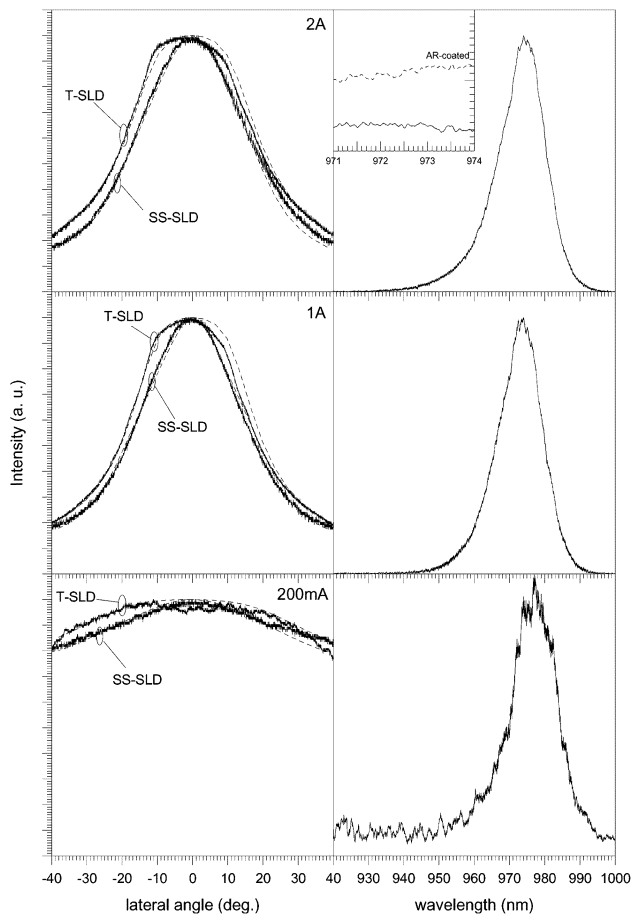 2A
T-SLD
SS-SLD
AR-coated
971 972 973 974
1A
T-SLD
SS-SLD
Intensity (a. u.)
200mA
T-SLD
SS-SLD
-40 -30 -20 -10 0 10 20 30 40 930 940 950 960 970 980 990 1000
lateral angle (deg.) wavelength (nm)